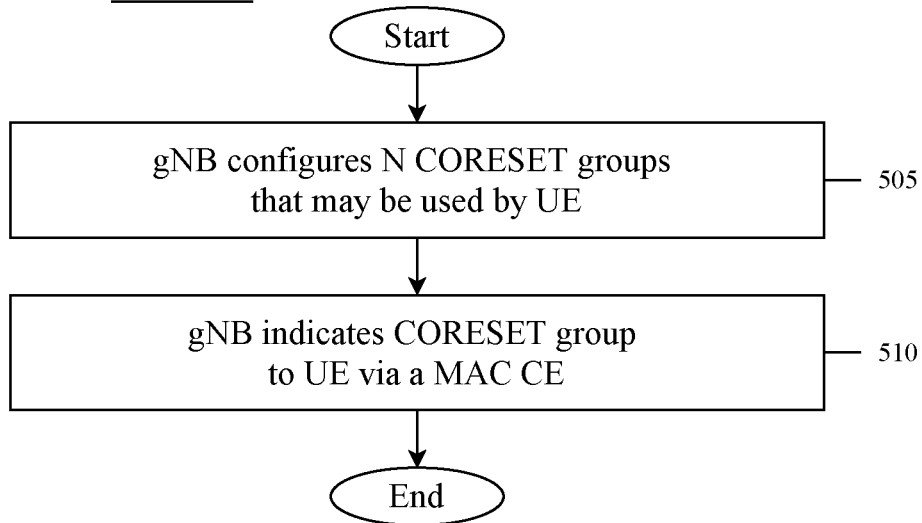 Start
gNB configures N CORESET groups
that may be used by UE
505
gNB indicates CORESET group
to UE via a MAC CE
510
End